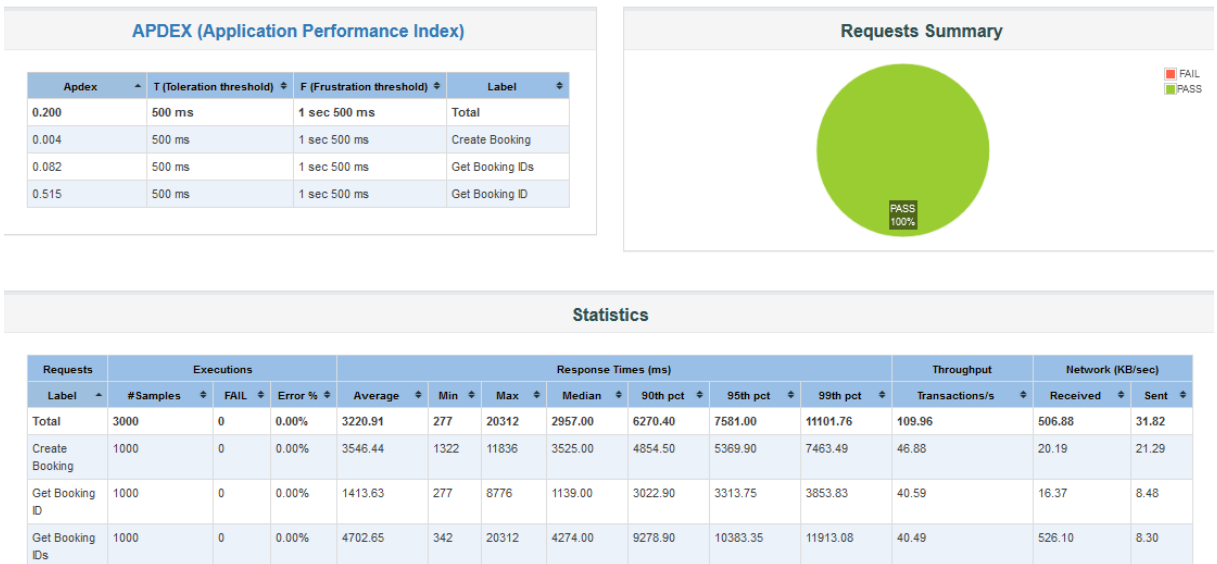 APDEX (Application Performance Index)
Apdex T (Toleration threshold) F (Frustration threshold) Label
0.200 500 ms 1 sec 500 ms Total
0.004 500 ms 1 sec 500 ms Create Booking
0.082 500 ms 1 sec 500 ms Get Booking IDs
0.515 500 ms 1 sec 500 ms Get Booking ID
Requests Summary
FAIL
PASS
PASS
100%
Statistics
Requests Executions Response Times (ms) Throughput Network (KB/sec)
Label #Samples FAIL Error % Average Min Max Median 90th pct 95th pct 99th pct Transactions/s Received Sent
Total 3000 0 0.00% 3220.91 277 20312 2957.00 6270.40 7581.00 11101.76 109.96 506.88 31.82
Create 1000 0 0.00% 3546.44 1322 11836 3525.00 4854.50 5369.90 7463.49 46.88 20.19 21.29
Booking
Get Booking 1000 0 0.00% 1413.63 277 8776 1139.00 3022.90 3313.75 3853.83 40.59 16.37 8.48
ID
Get Booking 1000 0 0.00% 4702.65 342 20312 4274.00 9278.90 10383.35 11913.08 40.49 526.10 8.30
IDs